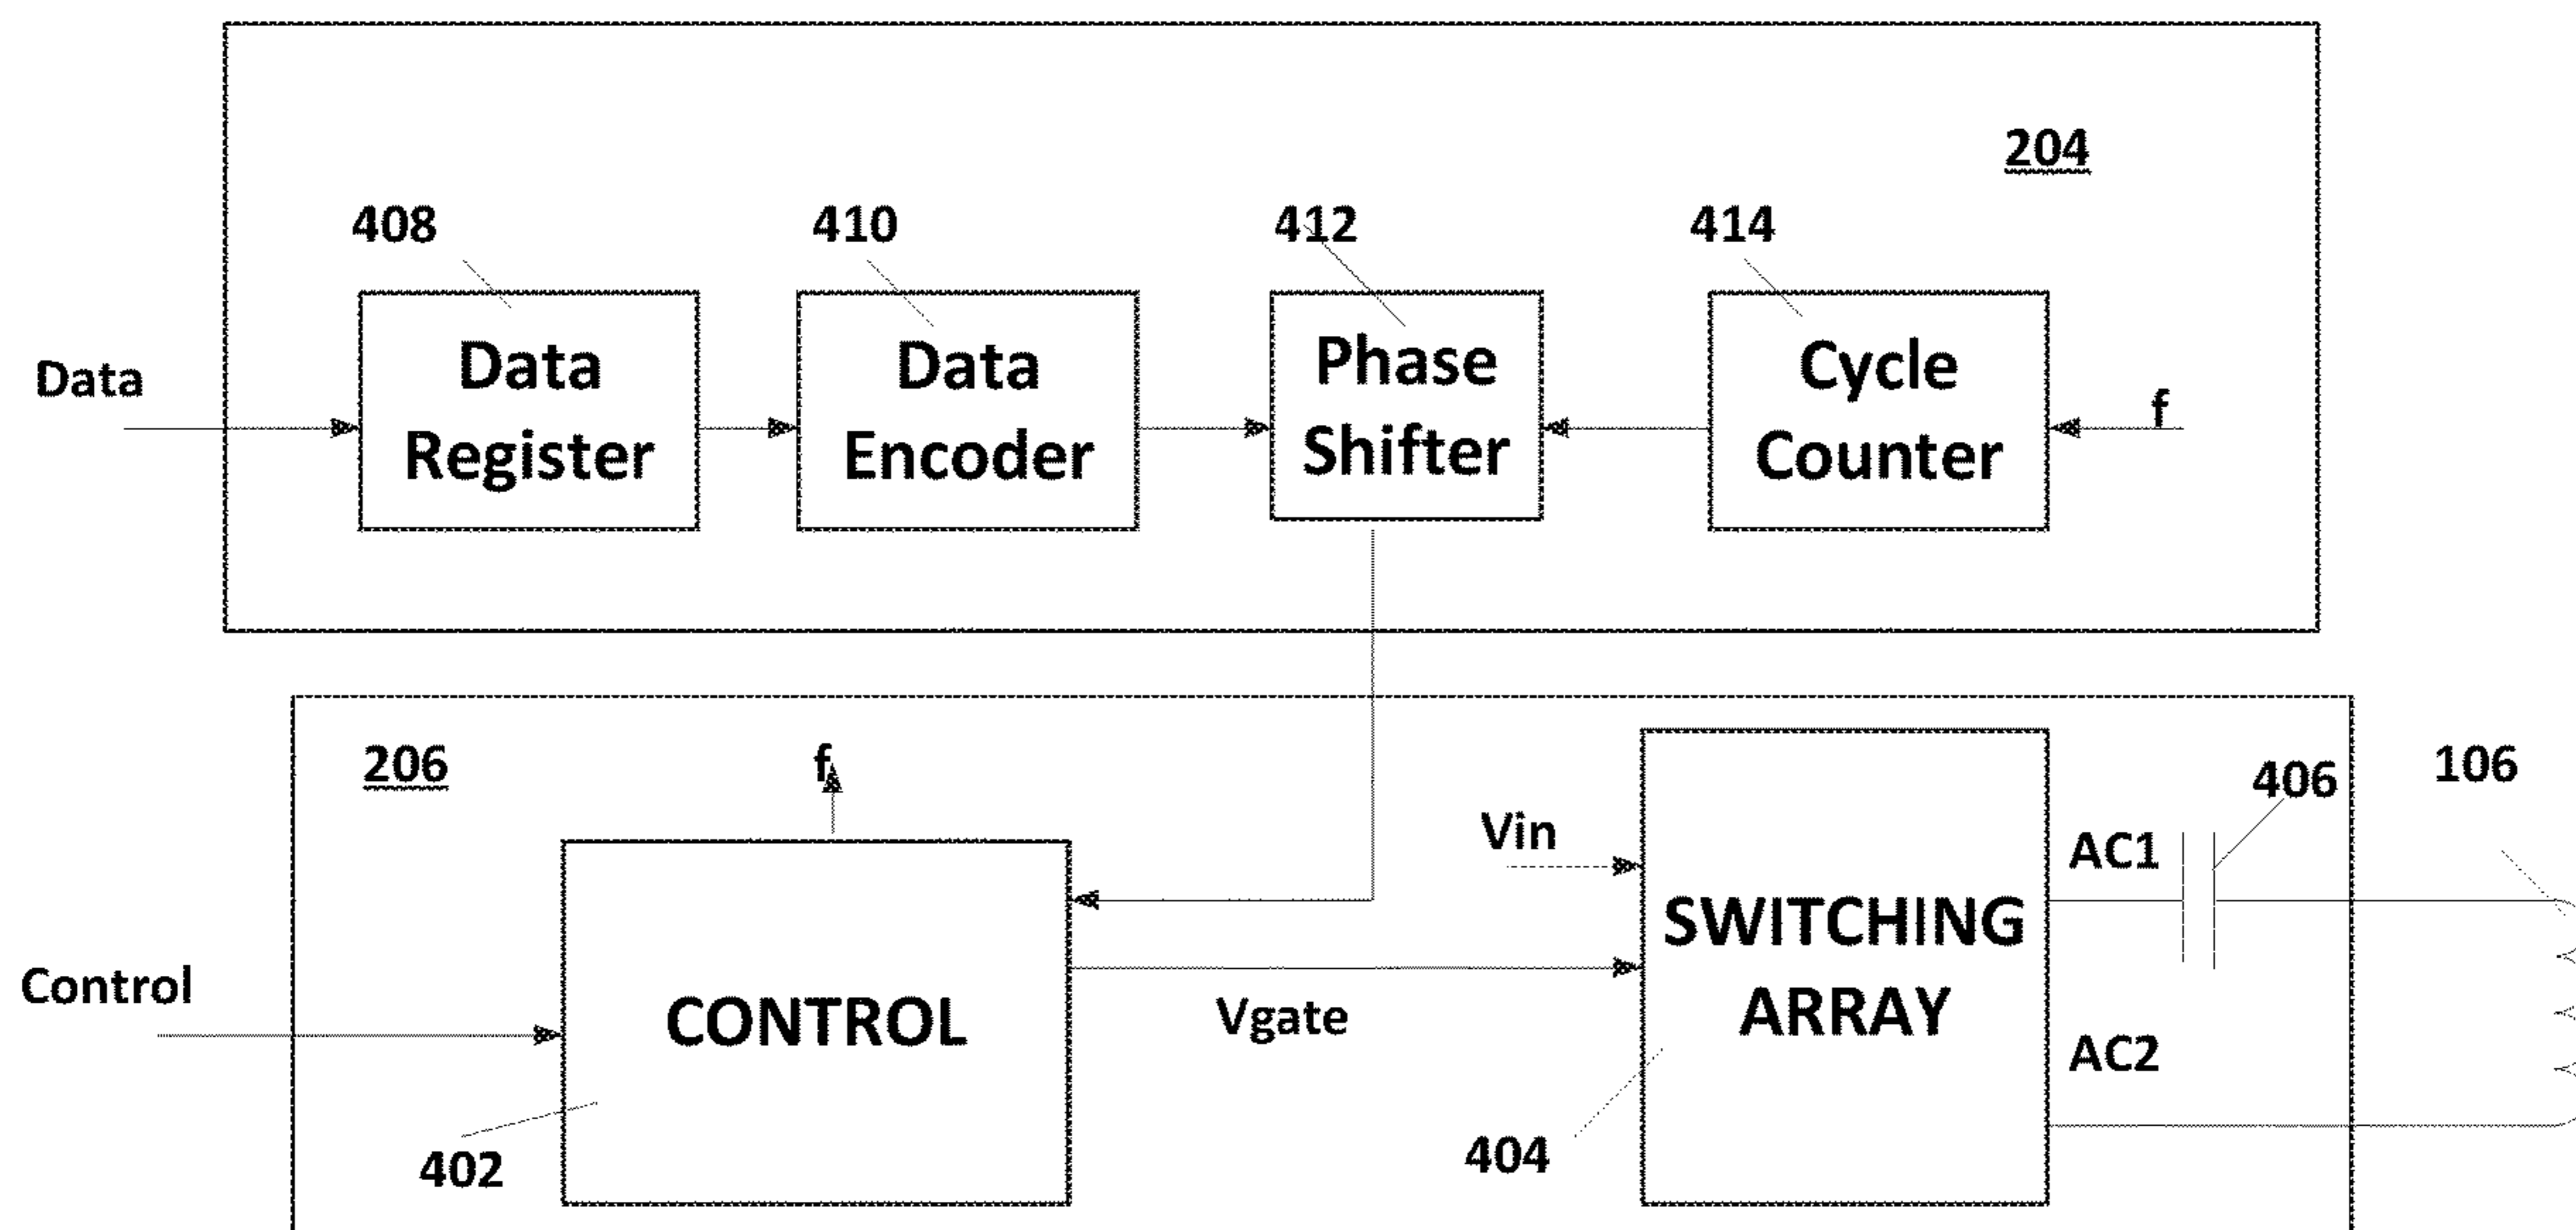 204
408
410
412
414
Data
Data
Register
Data
Encoder
Phase
Shifter
Cycle
Counter
f
206
f
Vin
406
106
AC1
SWITCHING
ARRAY
Control
CONTROL
Vgate
AC2
402
404